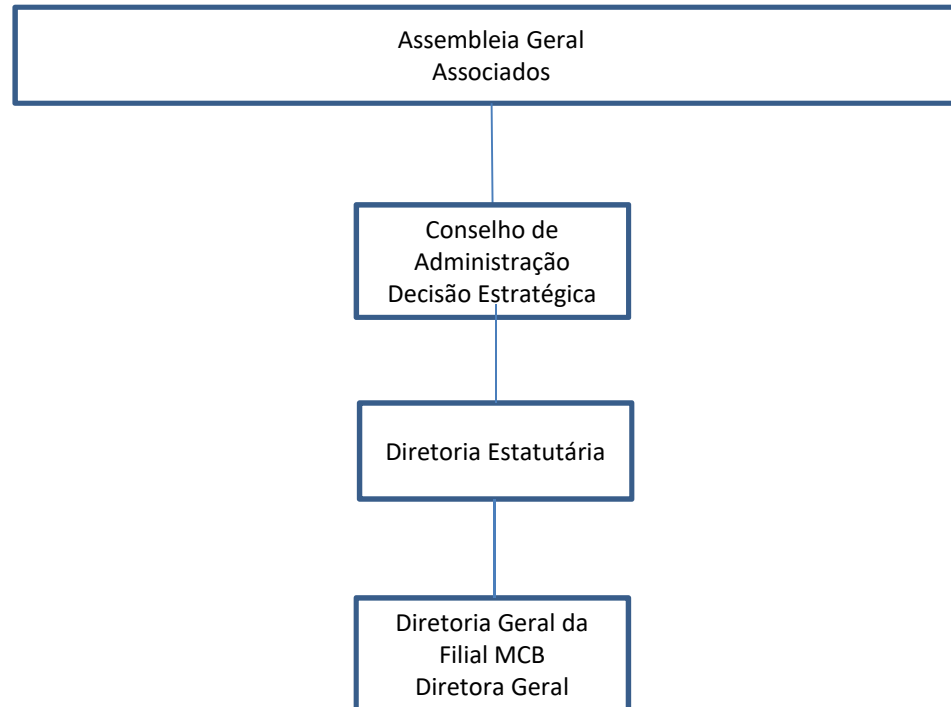 Assembleia Geral
Associados
Conselho de
Administração
Decisão Estratégica
Diretoria Estatutária
Diretoria Geral da
Filial MCB
Diretora Geral